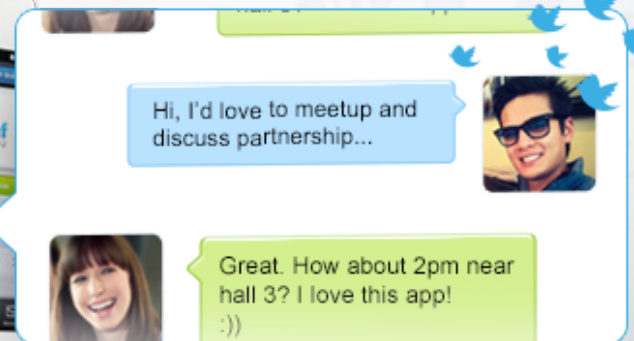 Hi, I'd love to meetup and
discuss partnership...
Great. How about 2pm near
hall 3? I love this app!
:))